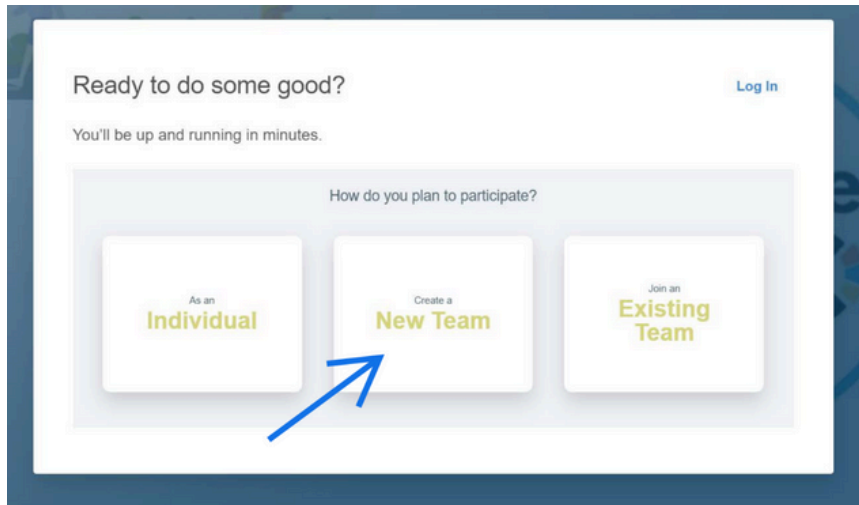 Ready to do some good?
Log In
You'll be up and running in minutes.
How do you plan to participate?
As an
Individual
Create a
New Team
Join an
Existing
Team